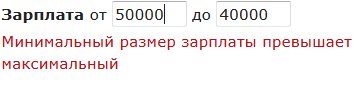 Зарплата от 50000 до 40000
Минимальный размер зарплаты превышает
максимальный